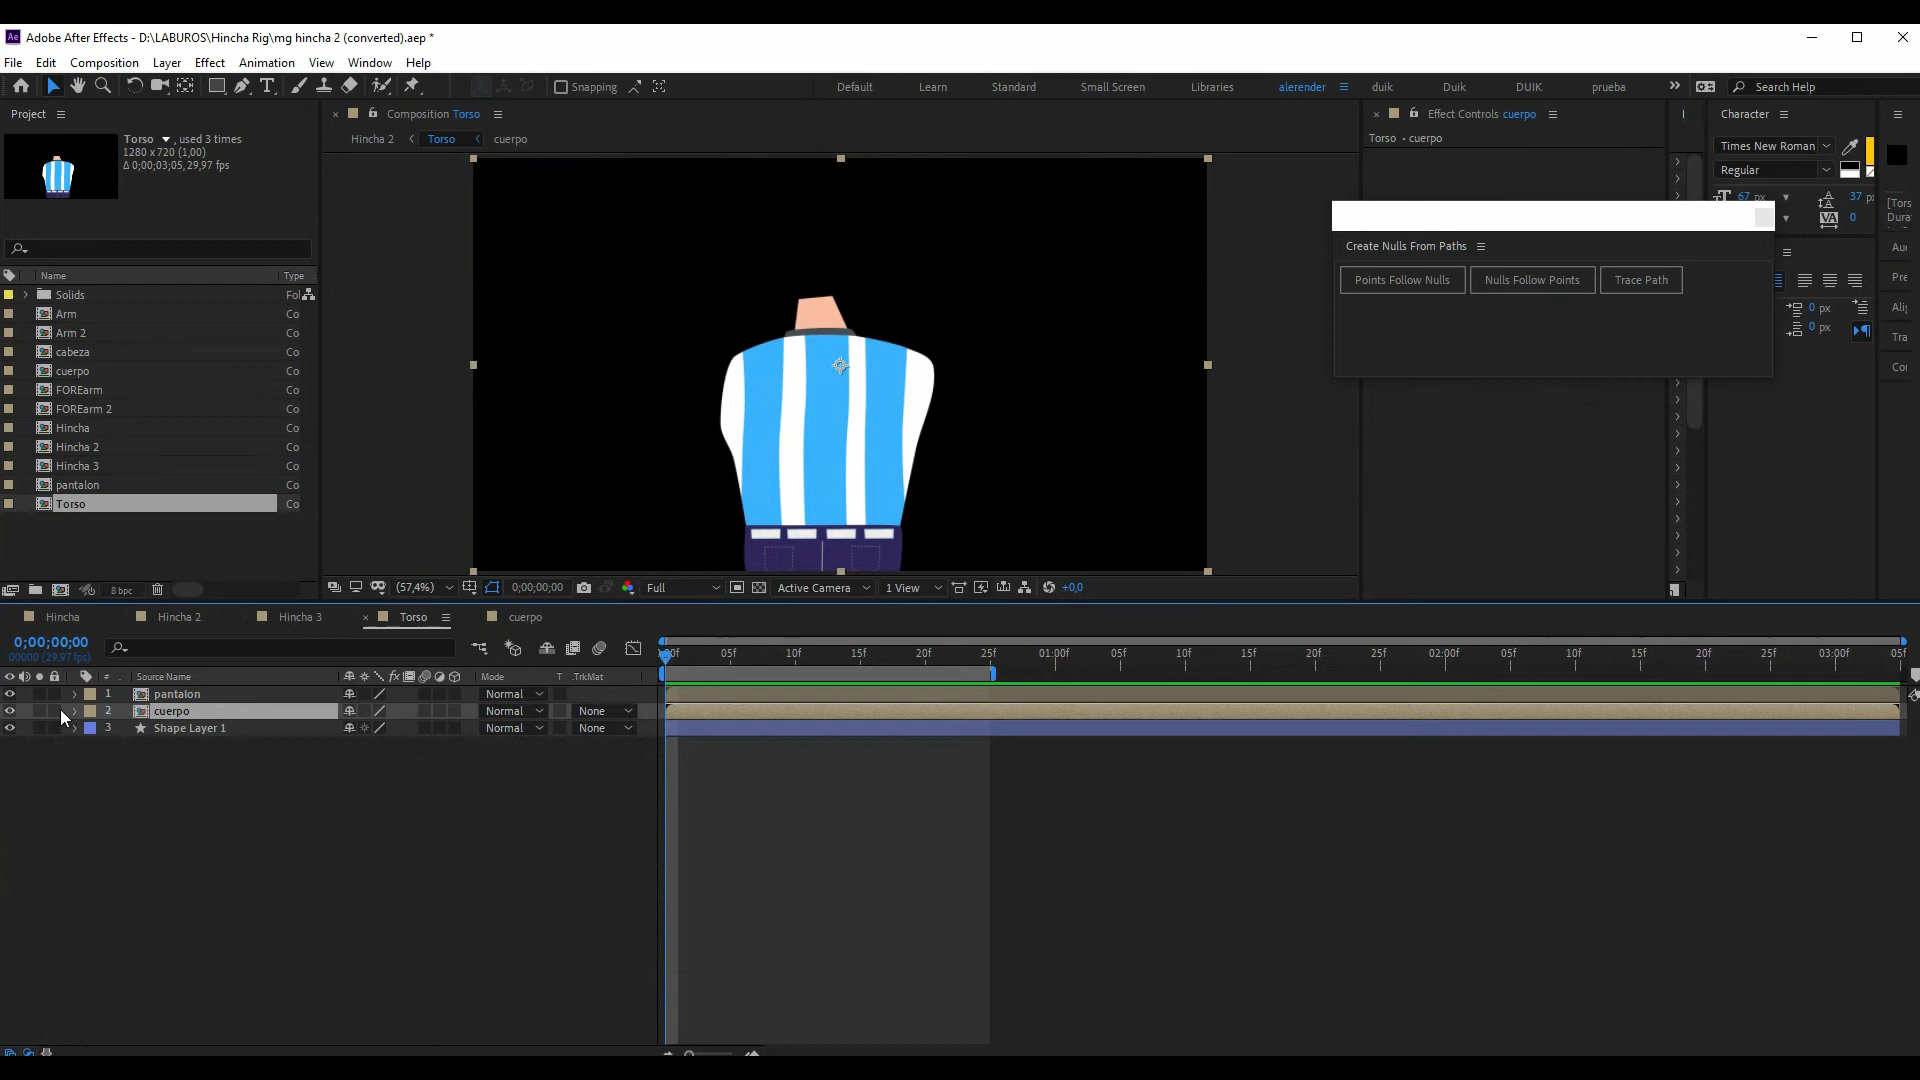 Adobe After Effects - D:\LABUROS\Hincha Rig\mg hincha 2 (converted).aep *
File Edit Composition Layer Effect Animation View Window Help
Snapping Default Learn Standard Small Screen Libraries alerender duik Duik DUIK prueba Search Help
Project
Torso , used 3 times
1280 x 720 (1,00)
Δ 0;00;03;05, 29,97 fps
Name Type
Solids Fol
Arm Co
Arm 2 Co
cabeza Co
cuerpo Co
FOREarm Co
FOREarm 2 Co
Hincha Co
Hincha 2 Co
Hincha 3 Co
pantalon Co
Torso Co
8 bpc
Composition Torso
Hincha 2 Torso cuerpo
(57,4%) 0;00;00;00 Full Active Camera 1 View +0,0
Effect Controls cuerpo
Torso • cuerpo
Create Nulls From Paths
Points Follow Nulls Nulls Follow Points Trace Path
Character
Times New Roman
Regular
67 px 37 px
0
0 px
0 px
[Tors
Dura
Hincha Hincha 2 Hincha 3 Torso cuerpo
0;00;00;00
00000 (29.97 fps)
# Source Name Mode T .TrkMat
05f 10f 15f 20f 25f 01:00f 05f 10f 15f 20f 25f 02:00f 05f 10f 15f 20f 25f 03:00f 05f
1 pantalon Normal
2 cuerpo Normal None
3 Shape Layer 1 Normal None